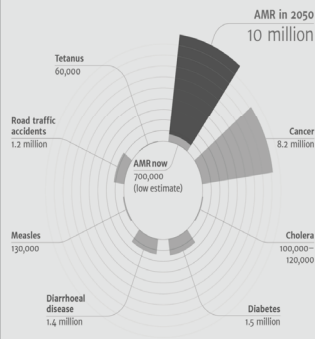 AMR in 2050
10 million
Tetanus
60,000
Road traffic
accidents
1.2 million
AMR now
700,000
(low estimate)
Cancer
8.2 million
Measles
130,000
Cholera
100,000–
120,000
Diarrhoeal
disease
1.4 million
Diabetes
1.5 million